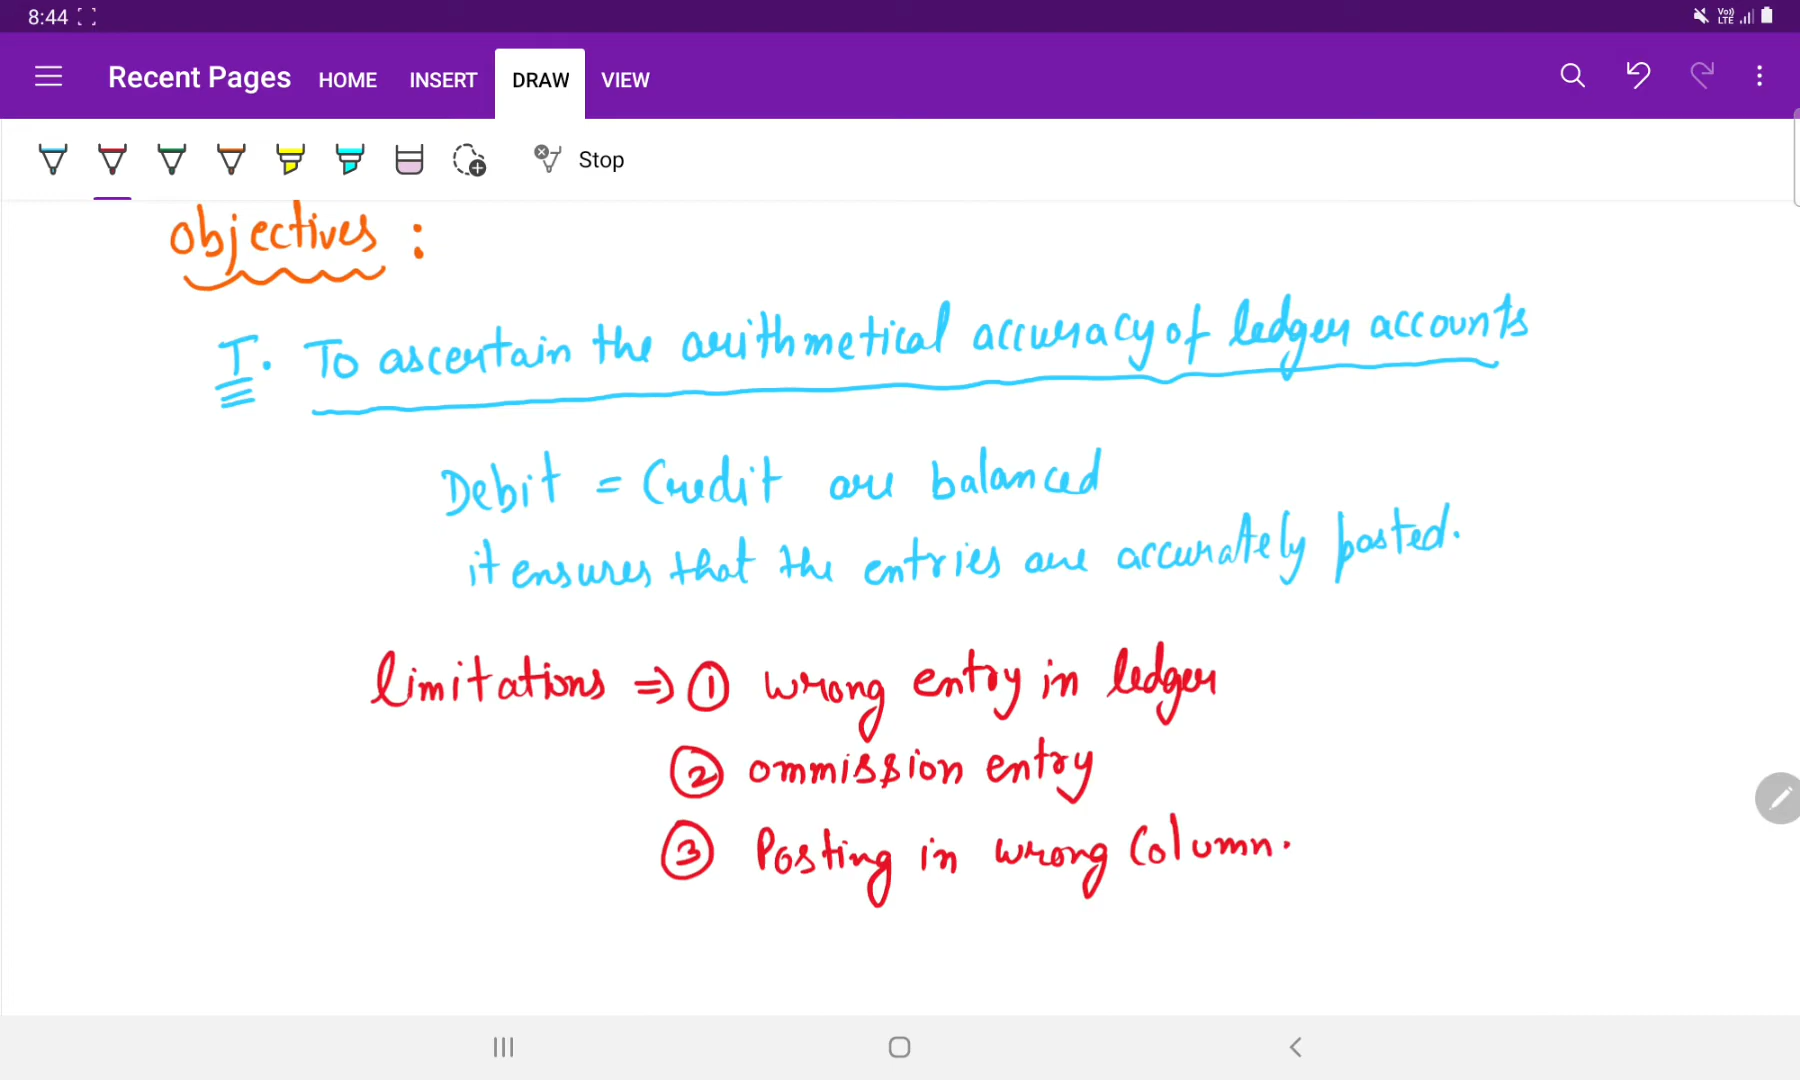 8:44
Vo))
LTE
Recent Pages HOME INSERT DRAW VIEW
Stop
Objectives :
I. To ascertain the arithmetical accuracy of ledger accounts
Debit = Credit are balanced
it ensures that the entries are accurately posted.
limitations ⇒ ① wrong entry in ledger
② ommission entry
③ Posting in wrong Column.